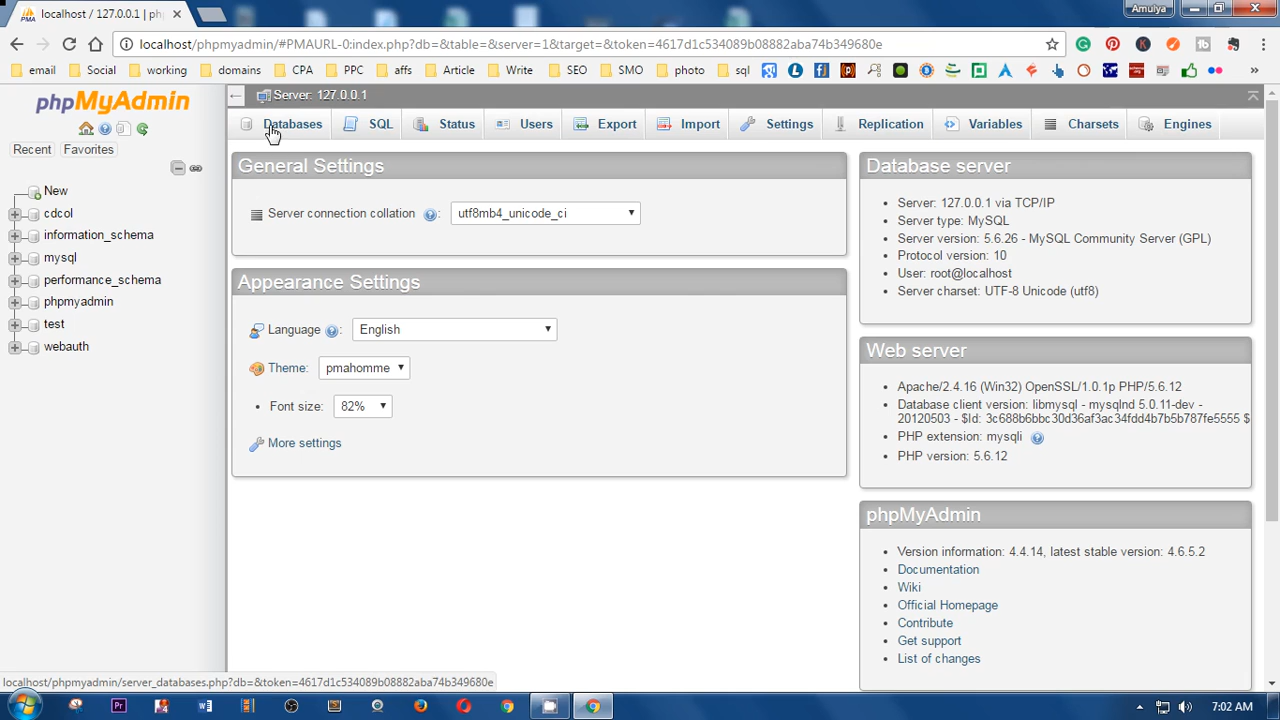 localhost / 127.0.0.1 | ph
Amulya
localhost/phpmyadmin/#PMAURL-0:index.php?db=&table=&server=1&target=&token=4617d1c534089b08882aba74b349680e
email Social working domains CPA PPC affs Article Write SEO SMO photo sql
phpMyAdmin
Server: 127.0.0.1
Databases SQL Status Users Export Import Settings Replication Variables Charsets Engines
Recent Favorites
New
cdcol
information_schema
mysql
performance_schema
phpmyadmin
test
webauth
General Settings
Server connection collation : utf8mb4_unicode_ci
Appearance Settings
Language : English
Theme: pmahomme
Font size: 82%
More settings
Database server
Server: 127.0.0.1 via TCP/IP
Server type: MySQL
Server version: 5.6.26 - MySQL Community Server (GPL)
Protocol version: 10
User: root@localhost
Server charset: UTF-8 Unicode (utf8)
Web server
Apache/2.4.16 (Win32) OpenSSL/1.0.1p PHP/5.6.12
Database client version: libmysql - mysqlnd 5.0.11-dev -
20120503 - $Id: 3c688b6bbc30d36af3ac34fdd4b7b5b787fe5555 $
PHP extension: mysqli
PHP version: 5.6.12
phpMyAdmin
Version information: 4.4.14, latest stable version: 4.6.5.2
Documentation
Wiki
Official Homepage
Contribute
Get support
List of changes
localhost/phpmyadmin/server_databases.php?db=&token=4617d1c534089b08882aba74b349680e
7:02 AM